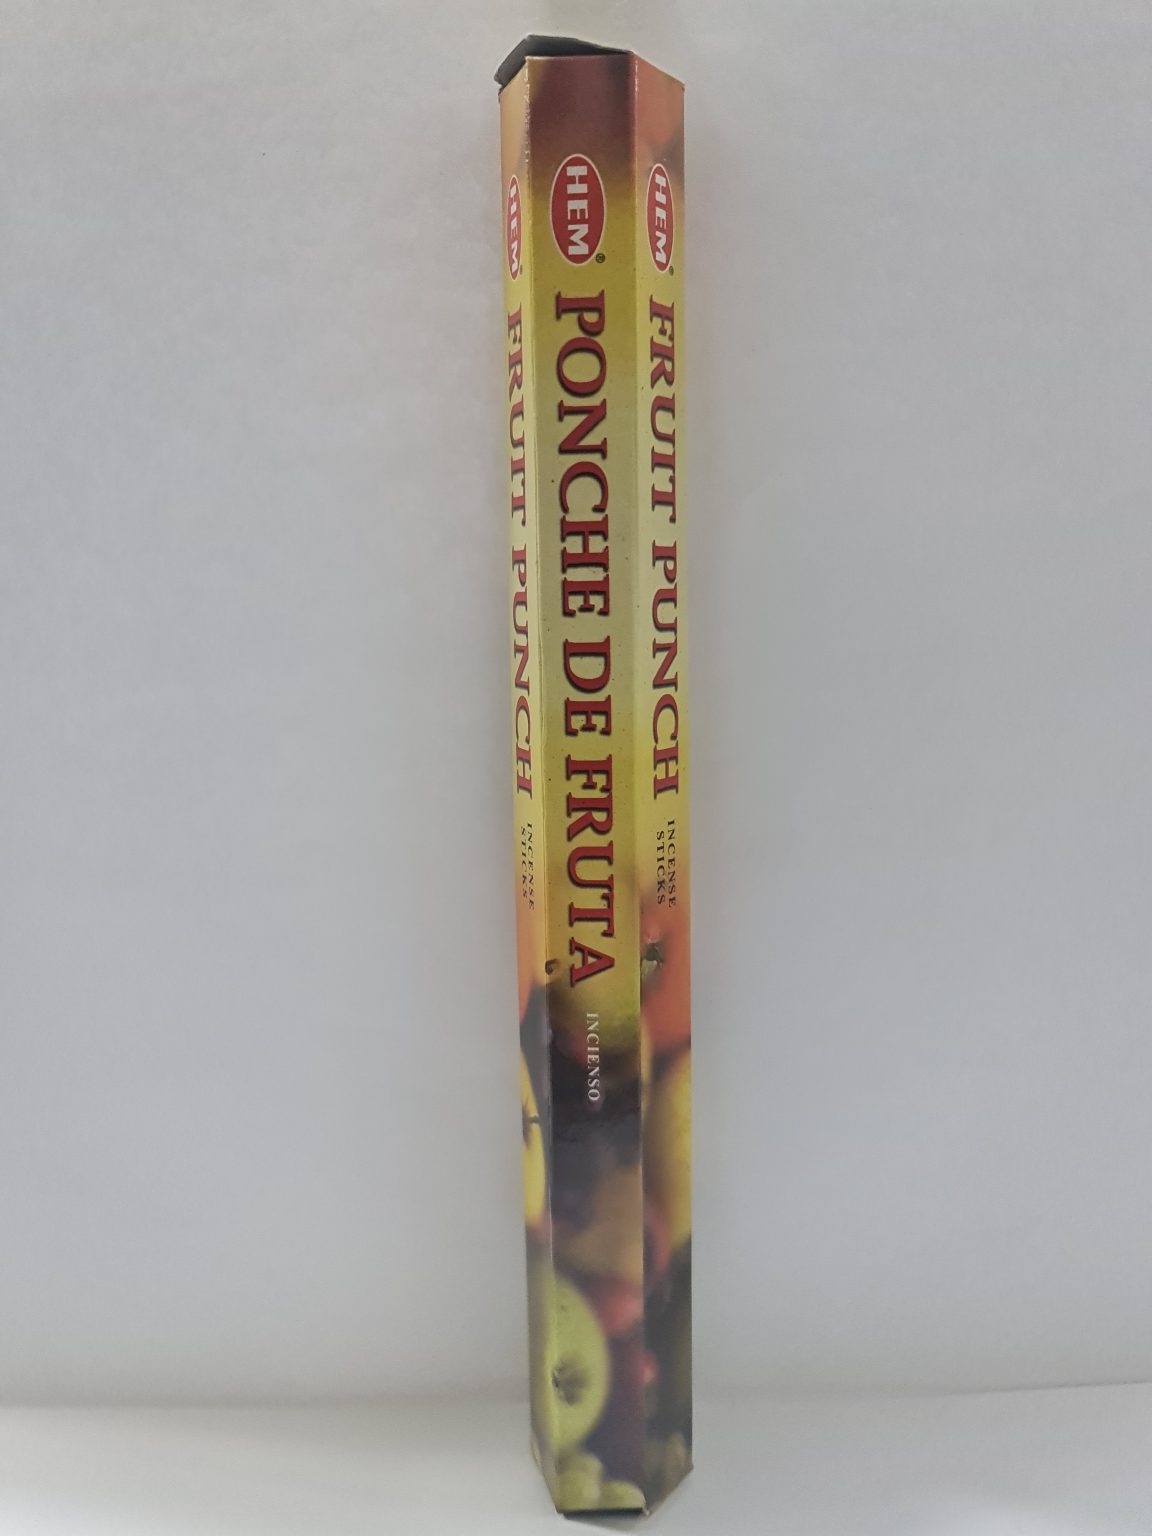 HEM
FRUIT PUNCH
INCENSE
STICKS
HEM®
PONCHE DE FRUTA
INCIENSO
HEM®
FRUIT PUNCH
INCENSE
STICKS